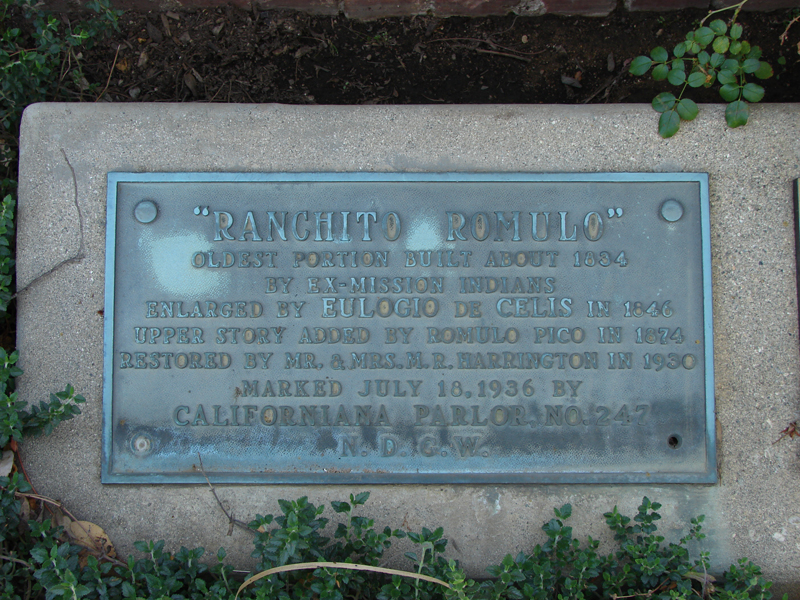 "RANCHITO ROMULO"
OLDEST PORTION BUILT ABOUT 1834
BY EX-MISSION INDIANS
ENLARGED BY EULOGIO DE CELIS IN 1846
UPPER STORY ADDED BY ROMULO PICO IN 1874
RESTORED BY MR. & MRS. M. R. HARRINGTON IN 1930
MARKED JULY 18, 1936 BY
CALIFORNIANA PARLOR, NO. 247
N. D. G. W.